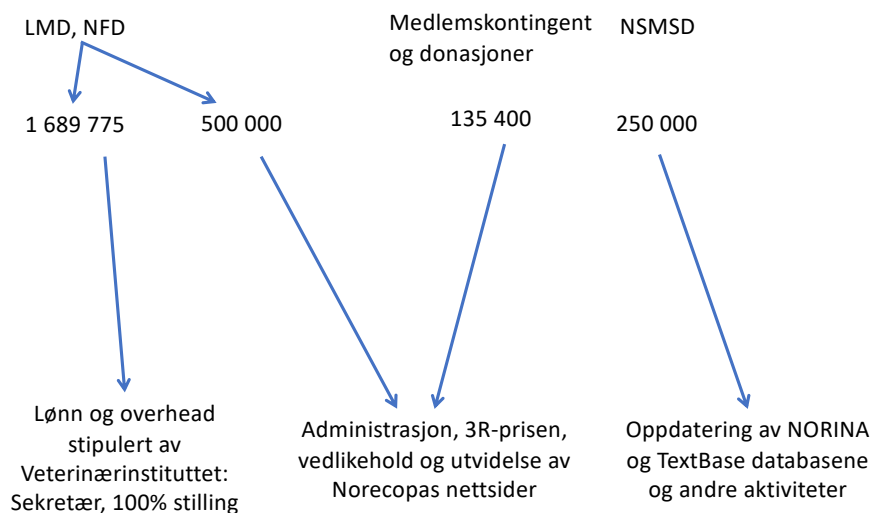 LMD, NFD
Medlemskontingent
og donasjoner
NSMSD
1 689 775
500 000
135 400
250 000
Lønn og overhead
stipulert av
Veterinærinstituttet:
Sekretær, 100% stilling
Administrasjon, 3R-prisen,
vedlikehold og utvidelse av
Norecopas nettsider
Oppdatering av NORINA
og TextBase databasene
og andre aktiviteter